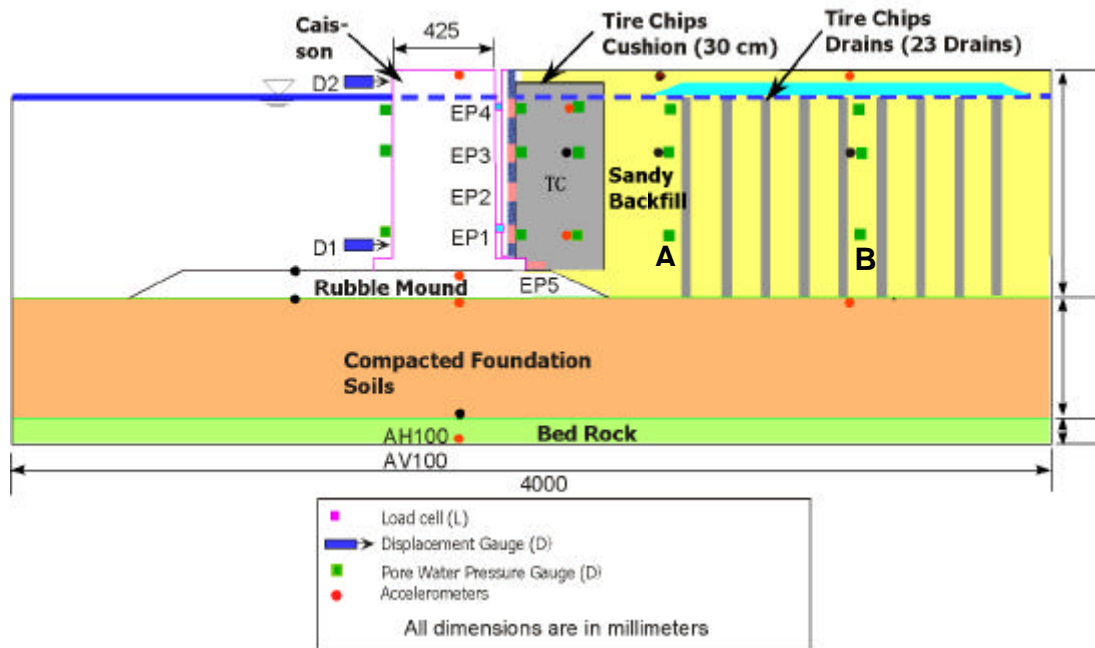 Cais-
son
425
Tire Chips
Cushion (30 cm)
Tire Chips
Drains (23 Drains)
D2
EP4
EP3
EP2
EP1
TC
Sandy
Backfill
A
B
D1
Rubble Mound
EP5
Compacted Foundation
Soils
Bed Rock
AH100
AV100
4000
Load cell (L)
Displacement Gauge (D)
Pore Water Pressure Gauge (D)
Accelerometers
All dimensions are in millimeters